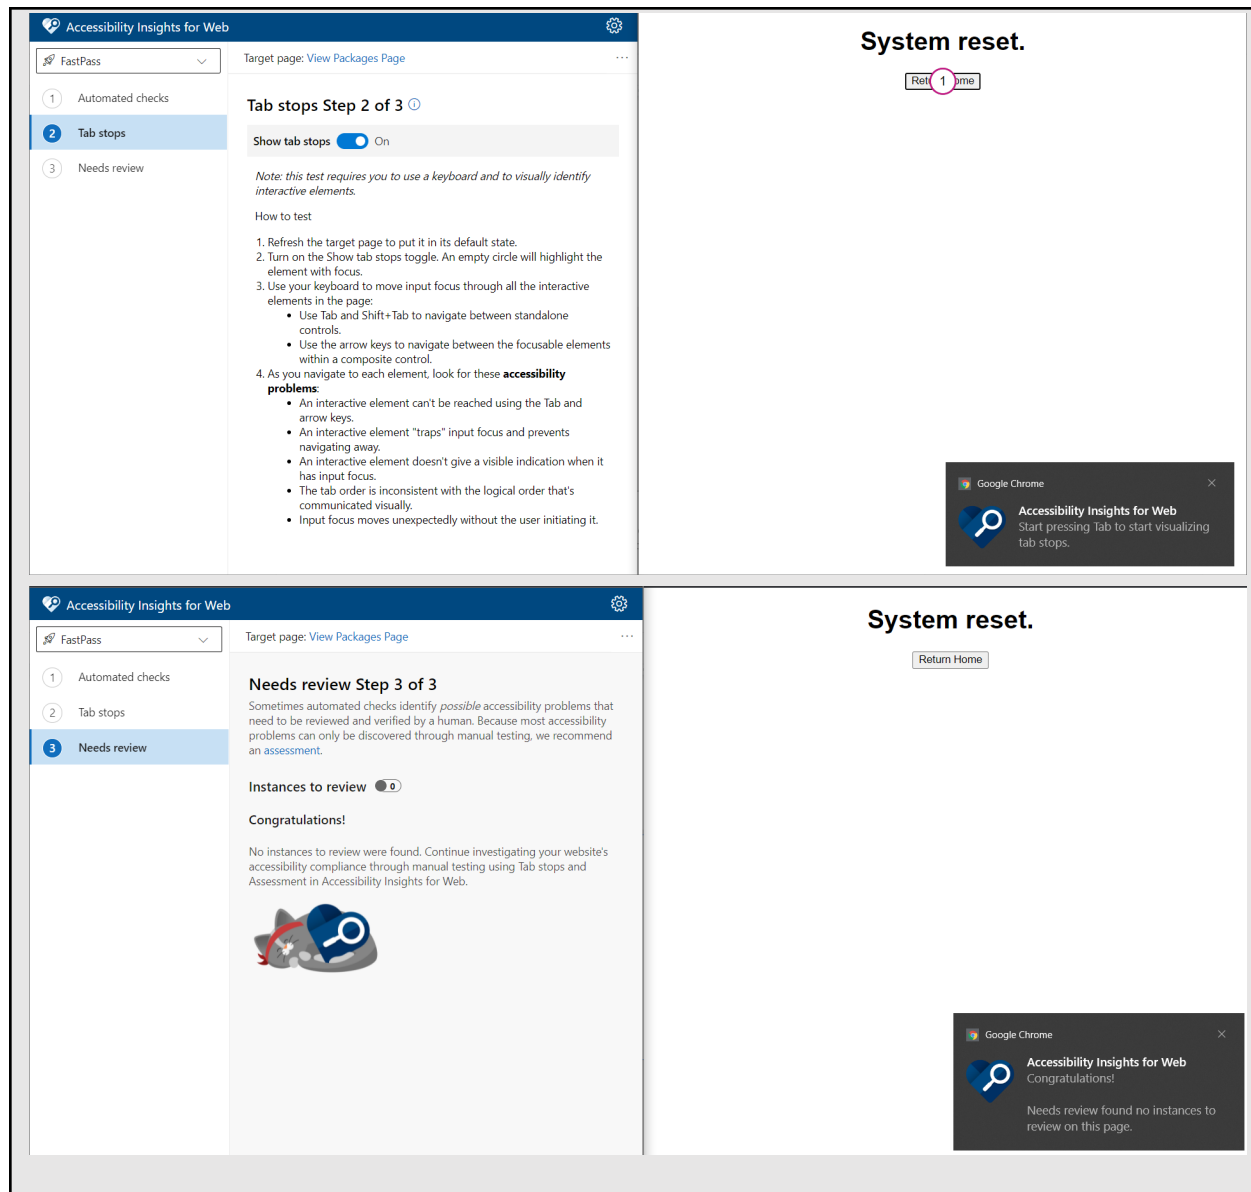 Accessibility Insights for Web
FastPass
Target page: View Packages Page
1 Automated checks
2 Tab stops
3 Needs review
Tab stops Step 2 of 3
Show tab stops On
Note: this test requires you to use a keyboard and to visually identify
interactive elements.
How to test
1. Refresh the target page to put it in its default state.
2. Turn on the Show tab stops toggle. An empty circle will highlight the
element with focus.
3. Use your keyboard to move input focus through all the interactive
elements in the page:
• Use Tab and Shift+Tab to navigate between standalone
controls.
• Use the arrow keys to navigate between the focusable elements
within a composite control.
4. As you navigate to each element, look for these accessibility
problems:
• An interactive element can't be reached using the Tab and
arrow keys.
• An interactive element "traps" input focus and prevents
navigating away.
• An interactive element doesn't give a visible indication when it
has input focus.
• The tab order is inconsistent with the logical order that's
communicated visually.
• Input focus moves unexpectedly without the user initiating it.
System reset.
Ret 1 ome
Google Chrome
Accessibility Insights for Web
Start pressing Tab to start visualizing
tab stops.
Accessibility Insights for Web
FastPass
Target page: View Packages Page
1 Automated checks
2 Tab stops
3 Needs review
Needs review Step 3 of 3
Sometimes automated checks identify possible accessibility problems that
need to be reviewed and verified by a human. Because most accessibility
problems can only be discovered through manual testing, we recommend
an assessment.
Instances to review 0
Congratulations!
No instances to review were found. Continue investigating your website's
accessibility compliance through manual testing using Tab stops and
Assessment in Accessibility Insights for Web.
System reset.
Return Home
Google Chrome
Accessibility Insights for Web
Congratulations!
Needs review found no instances to
review on this page.